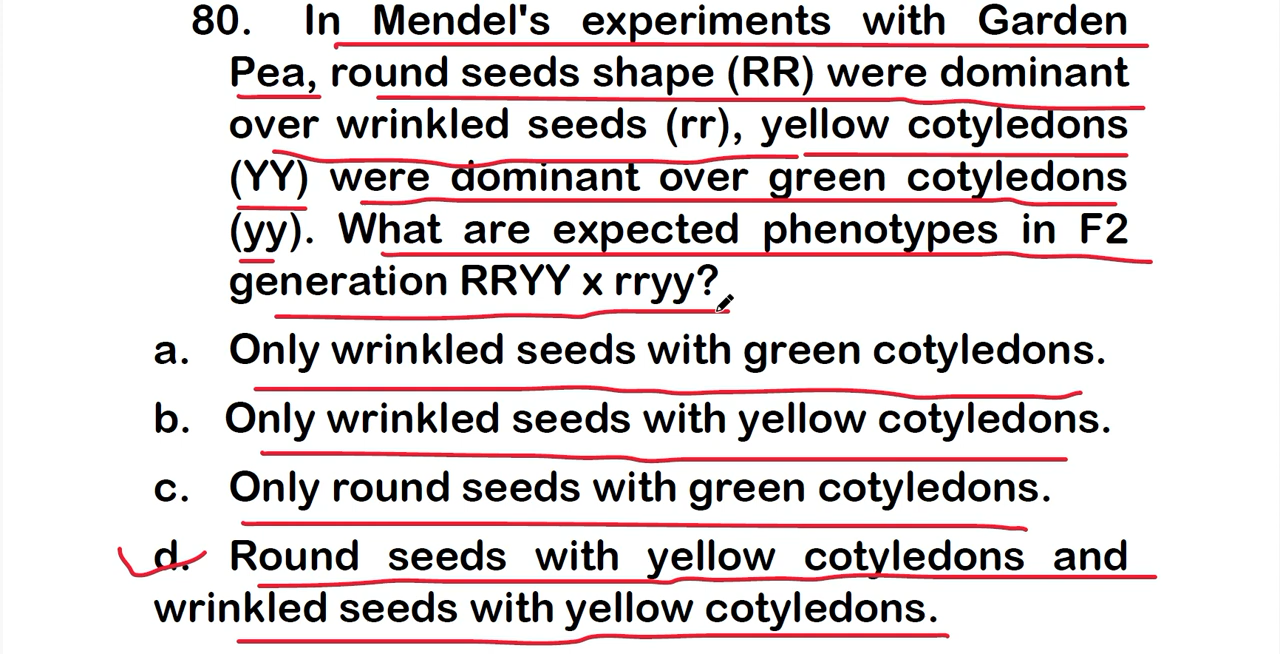 80. In Mendel's experiments with Garden
Pea, round seeds shape (RR) were dominant
over wrinkled seeds (rr), yellow cotyledons
(YY) were dominant over green cotyledons
(yy). What are expected phenotypes in F2
generation RRYY x rryy?
a. Only wrinkled seeds with green cotyledons.
b. Only wrinkled seeds with yellow cotyledons.
c. Only round seeds with green cotyledons.
d. Round seeds with yellow cotyledons and
wrinkled seeds with yellow cotyledons.